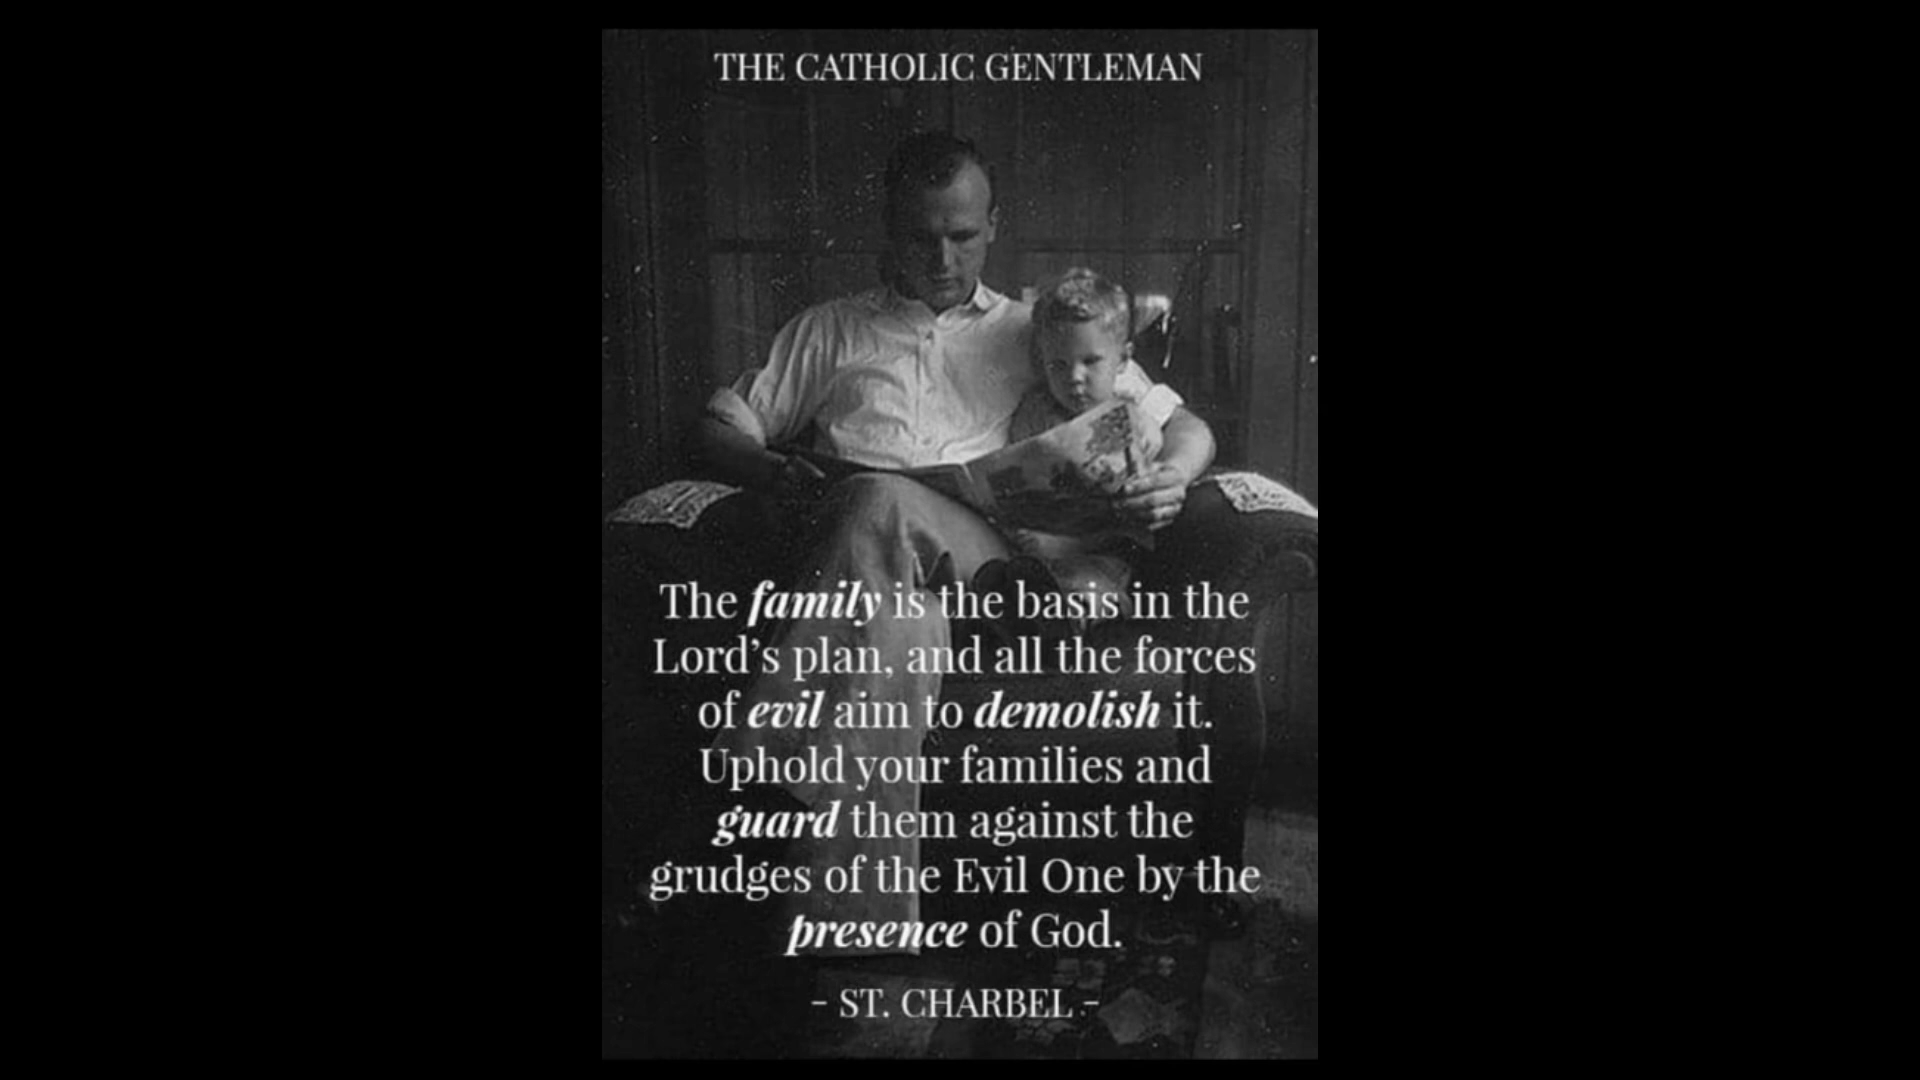 THE CATHOLIC GENTLEMAN
The family is the basis in the
Lord’s plan, and all the forces
of evil aim to demolish it.
Uphold your families and
guard them against the
grudges of the Evil One by the
presence of God.
- ST. CHARBEL -